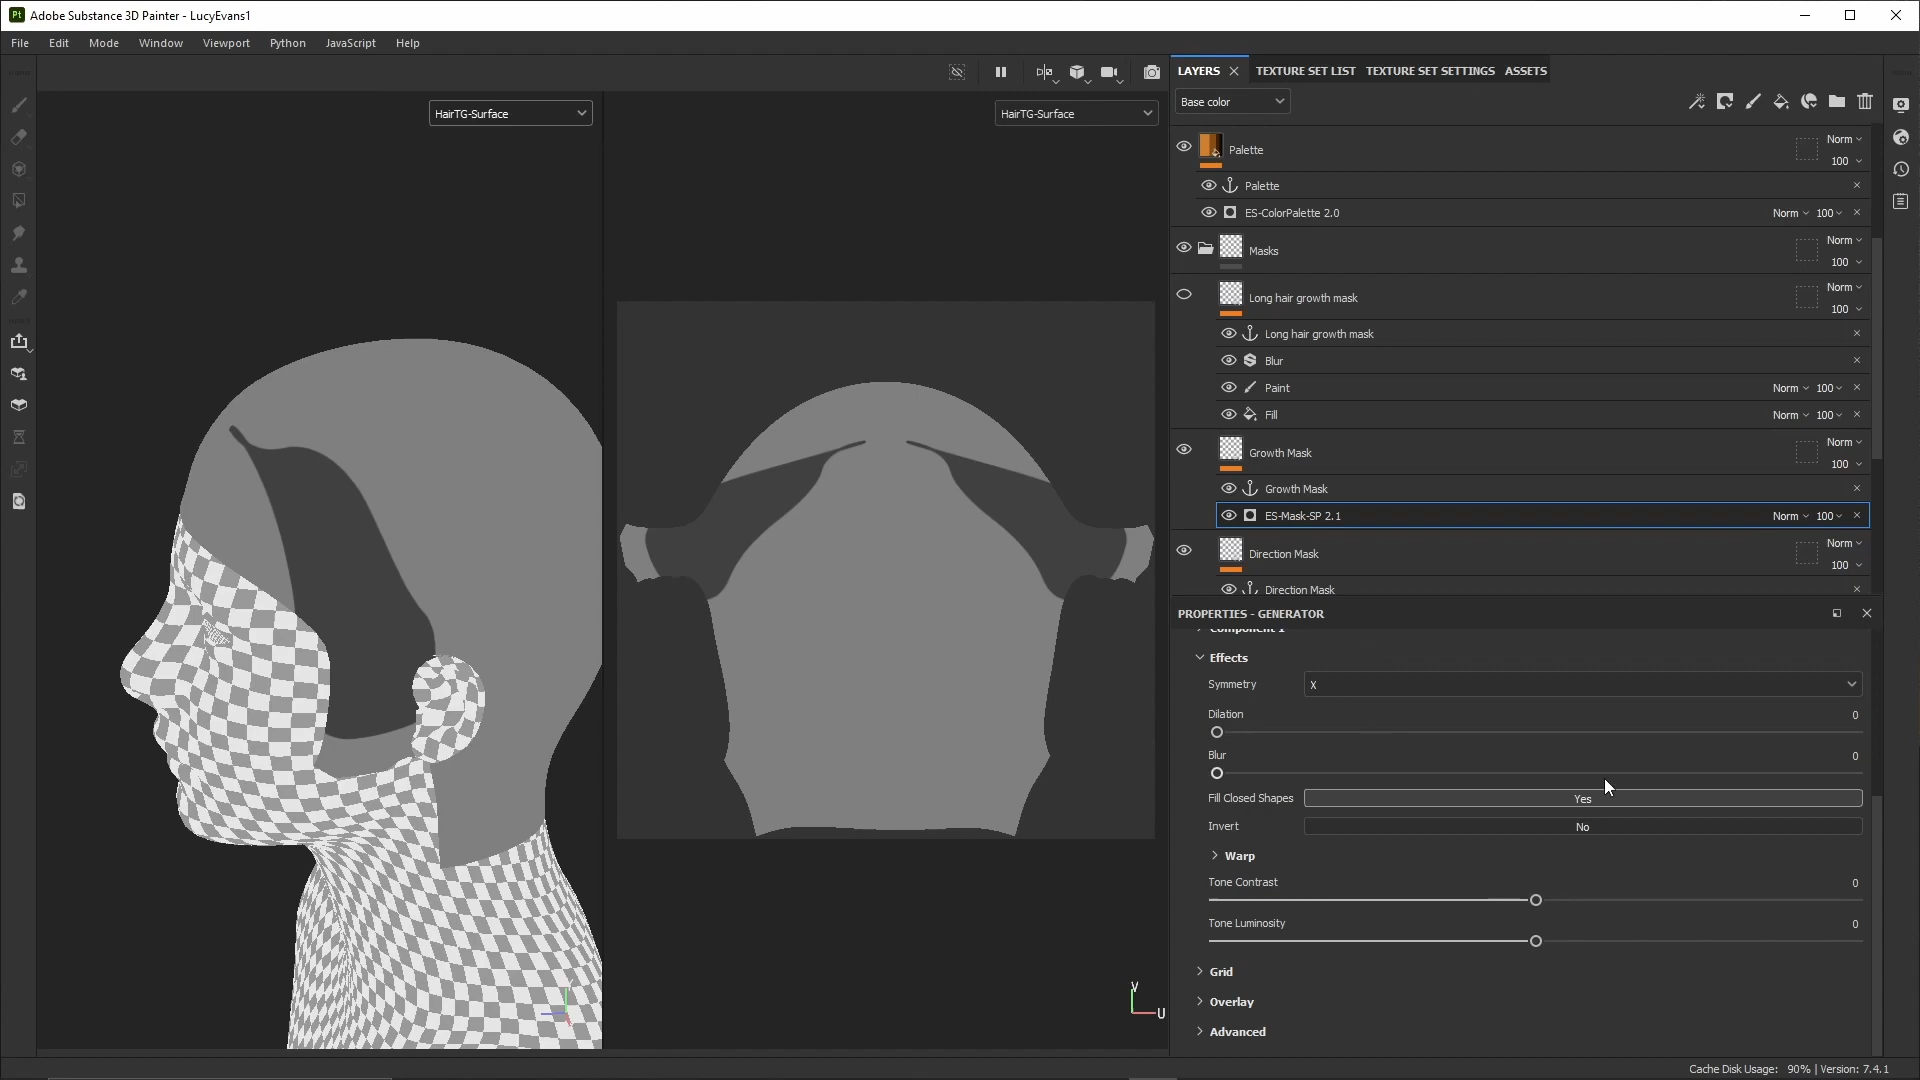 Pt Adobe Substance 3D Painter - LucyEvans1
File Edit Mode Window Viewport Python JavaScript Help
HairTG-Surface
HairTG-Surface
V
U
LAYERS TEXTURE SET LIST TEXTURE SET SETTINGS ASSETS
Base color
Palette Norm
100
Palette
ES-ColorPalette 2.0 Norm 100
Masks Norm
100
Long hair growth mask Norm
100
Long hair growth mask
Blur
Paint Norm 100
Fill Norm 100
Growth Mask Norm
100
Growth Mask
ES-Mask-SP 2.1 Norm 100
Direction Mask Norm
100
Direction Mask
PROPERTIES - GENERATOR
Component 1
Effects
Symmetry X
Dilation 0
Blur 0
Fill Closed Shapes Yes
Invert No
Warp
Tone Contrast 0
Tone Luminosity 0
Grid
Overlay
Advanced
Cache Disk Usage: 90% | Version: 7.4.1